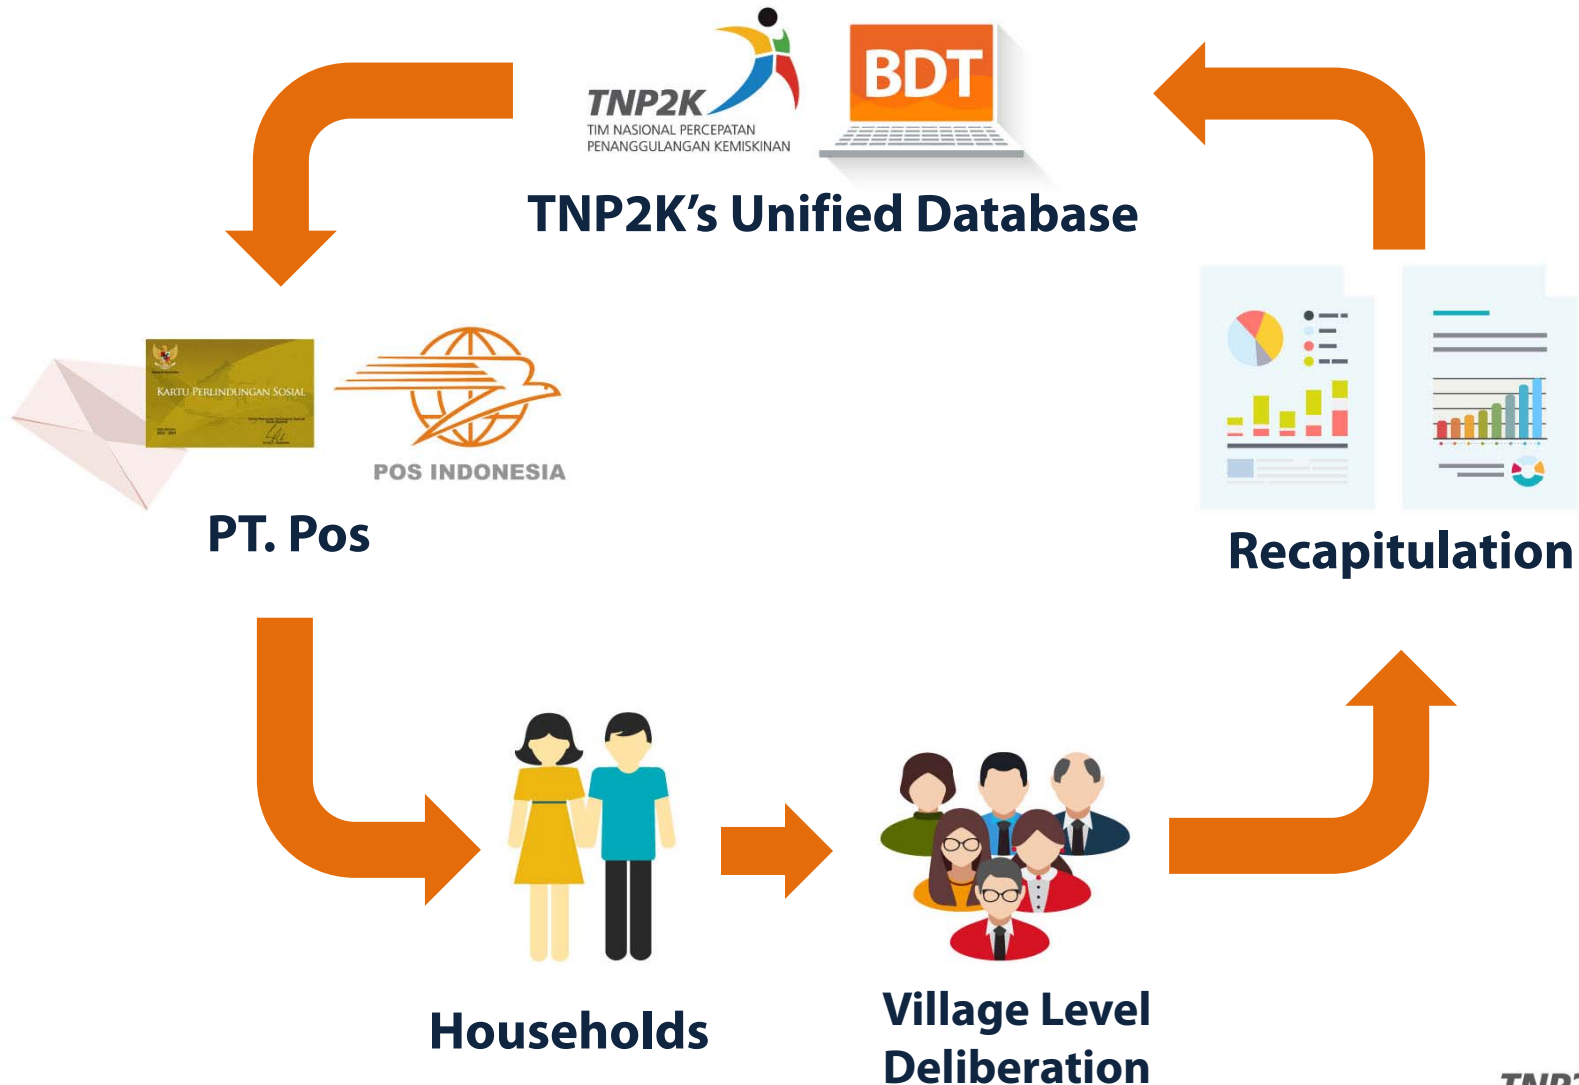 TNP2K
TIM NASIONAL PERCEPATAN
PENANGGULANGAN KEMISKINAN
BDT
TNP2K's Unified Database
KARTU PERLINDUNGAN SOSIAL
POS INDONESIA
PT. Pos
Recapitulation
Households
Village Level
Deliberation